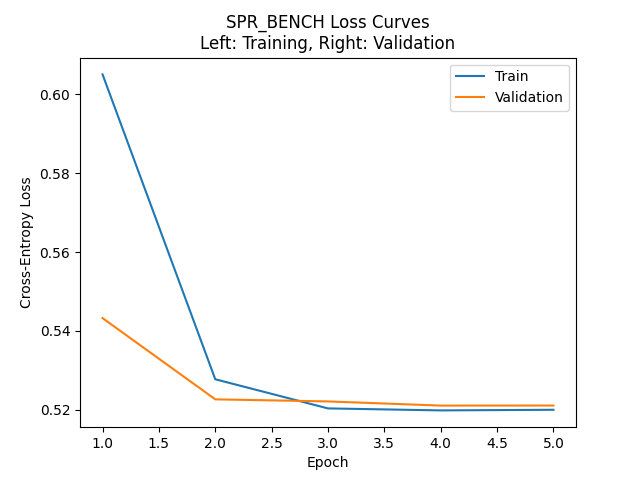 SPR_BENCH Loss Curves
Left: Training, Right: Validation
Train
Validation
Cross-Entropy Loss
0.60
0.58
0.56
0.54
0.52
1.0 1.5 2.0 2.5 3.0 3.5 4.0 4.5 5.0
Epoch